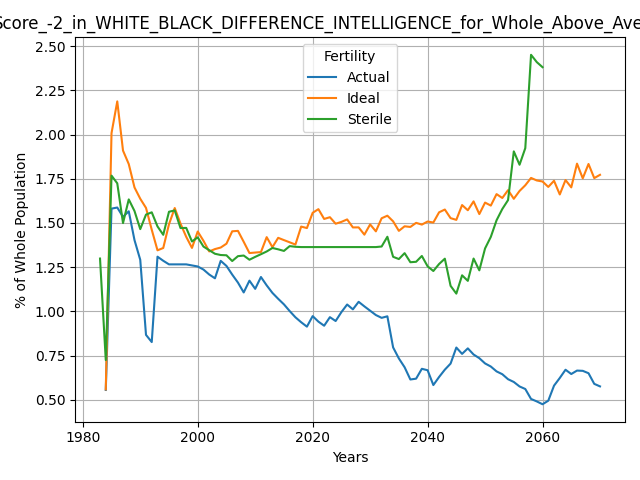 Score_-2_in_WHITE_BLACK_DIFFERENCE_INTELLIGENCE_for_Whole_Above_Ave
Fertility
Actual
Ideal
Sterile
% of Whole Population
2.50
2.25
2.00
1.75
1.50
1.25
1.00
0.75
0.50
1980
2000
2020
2040
2060
Years